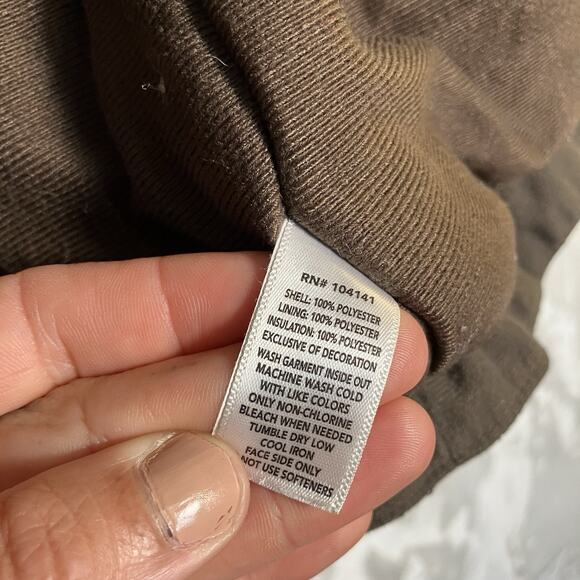 RN# 104141
SHELL: 100% POLYESTER
LINING: 100% POLYESTER
INSULATION: 100% POLYESTER
EXCLUSIVE OF DECORATION
WASH GARMENT INSIDE OUT
MACHINE WASH COLD
WITH LIKE COLORS
ONLY NON-CHLORINE
BLEACH WHEN NEEDED
TUMBLE DRY LOW
COOL IRON
FACE SIDE ONLY
NOT USE SOFTENERS